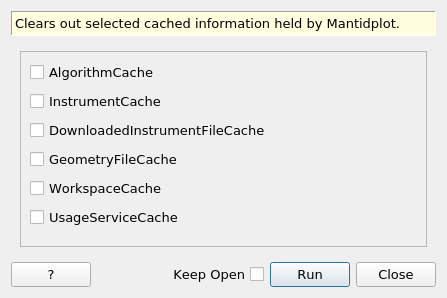 Clears out selected cached information held by Mantidplot.
AlgorithmCache
InstrumentCache
DownloadedInstrumentFileCache
GeometryFileCache
WorkspaceCache
UsageServiceCache
? Keep Open Run Close